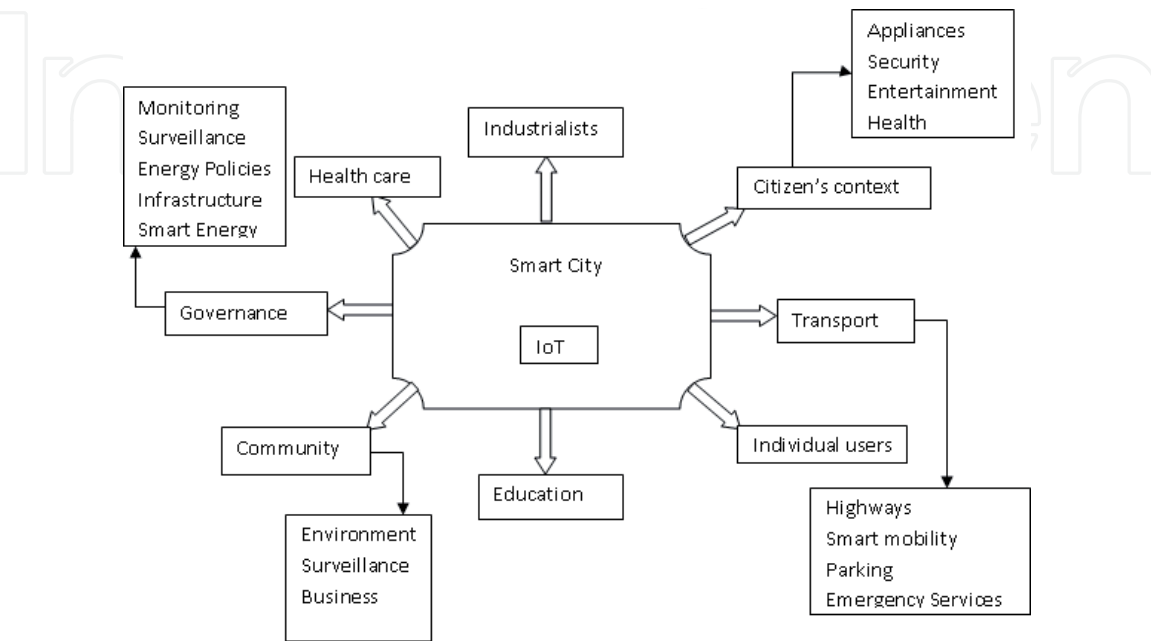 Appliances
Security
Entertainment
Health
Monitoring
Surveillance
Energy Policies
Infrastructure
Smart Energy
Industrialists
Health care
Citizen's context
Smart City
IoT
Governance
Transport
Community
Individual users
Education
Environment
Surveillance
Business
Highways
Smart mobility
Parking
Emergency Services